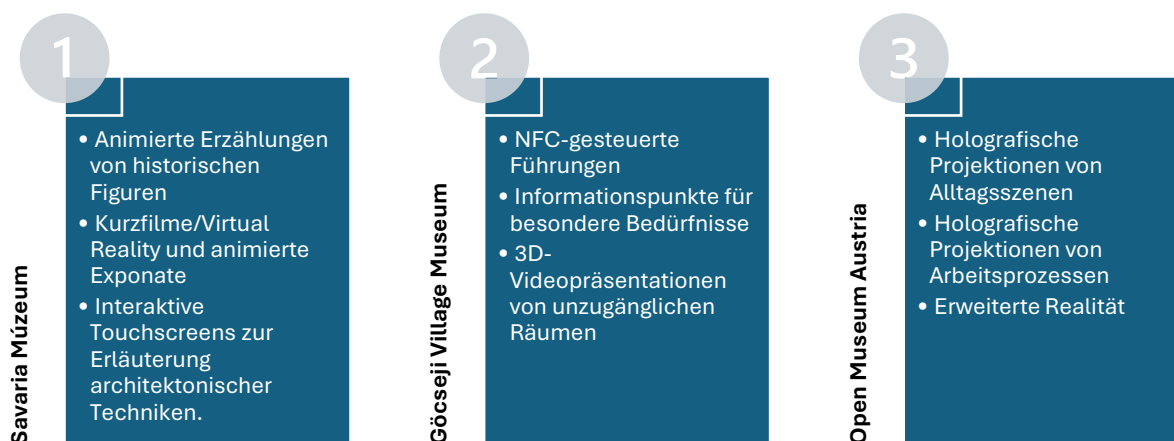 1
Savaria Múzeum
• Animierte Erzählungen
von historischen
Figuren
• Kurzfilme/Virtual
Reality und animierte
Exponate
• Interaktive
Touchscreens zur
Erläuterung
architektonischer
Techniken.
2
Göcseji Village Museum
• NFC-gesteuerte
Führungen
• Informationspunkte für
besondere Bedürfnisse
• 3D-
Videopräsentationen
von unzugänglichen
Räumen
3
Open Museum Austria
• Holografische
Projektionen von
Alltagsszenen
• Holografische
Projektionen von
Arbeitsprozessen
• Erweiterte Realität